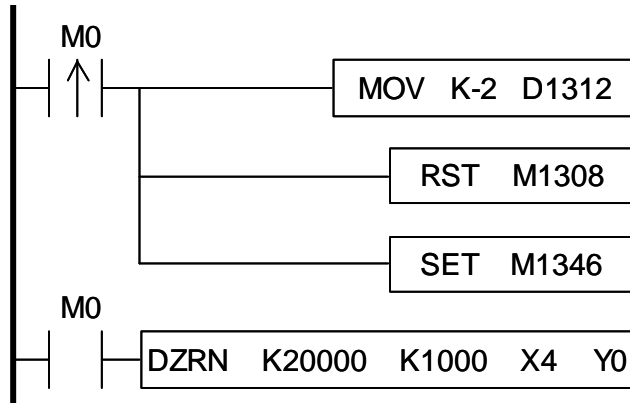 M0
MOV K-2 D1312
RST M1308
SET M1346
M0
DZRN K20000 K1000 X4 Y0